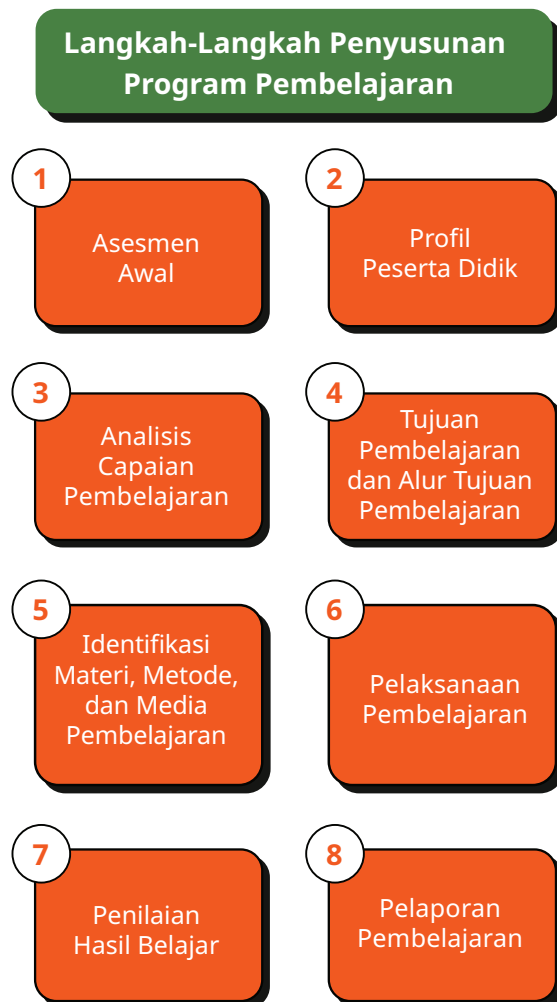 Langkah-Langkah Penyusunan
Program Pembelajaran
1
Asesmen
Awal
2
Profil
Peserta Didik
3
Analisis
Capaian
Pembelajaran
4
Tujuan
Pembelajaran
dan Alur Tujuan
Pembelajaran
5
Identifikasi
Materi, Metode,
dan Media
Pembelajaran
6
Pelaksanaan
Pembelajaran
7
Penilaian
Hasil Belajar
8
Pelaporan
Pembelajaran